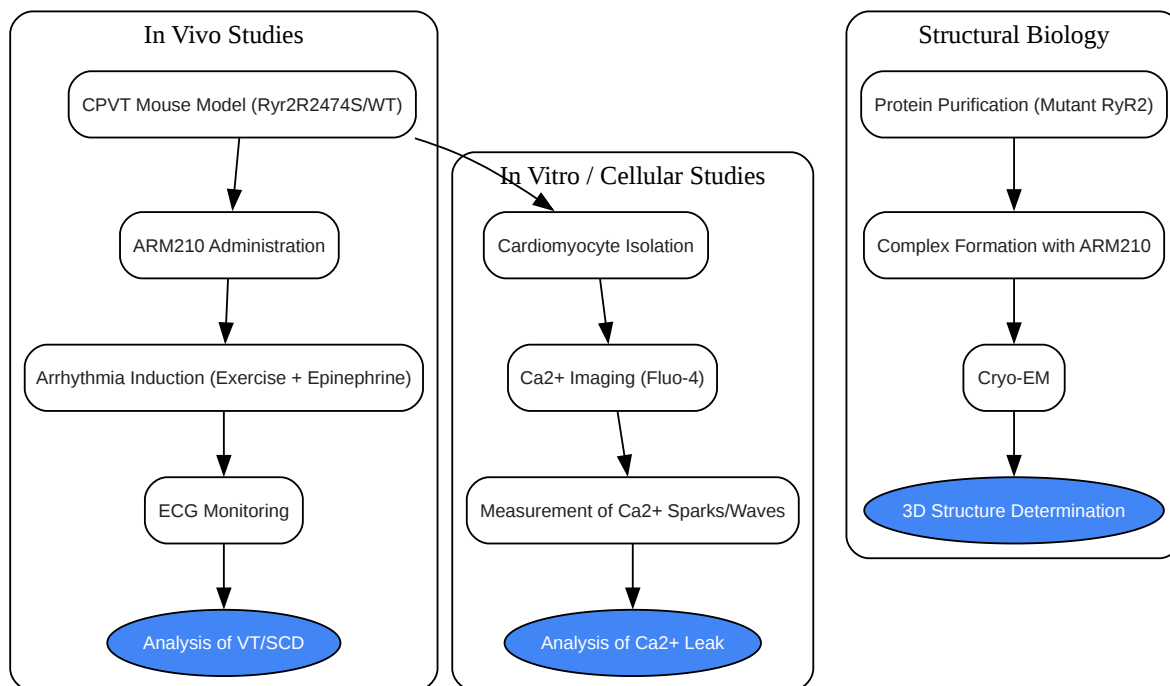 In Vivo Studies
CPVT Mouse Model (Ryr2R2474S/WT)
ARM210 Administration
Arrhythmia Induction (Exercise + Epinephrine)
ECG Monitoring
Analysis of VT/SCD
In Vitro / Cellular Studies
Cardiomyocyte Isolation
Ca2+ Imaging (Fluo-4)
Measurement of Ca2+ Sparks/Waves
Analysis of Ca2+ Leak
Structural Biology
Protein Purification (Mutant RyR2)
Complex Formation with ARM210
Cryo-EM
3D Structure Determination